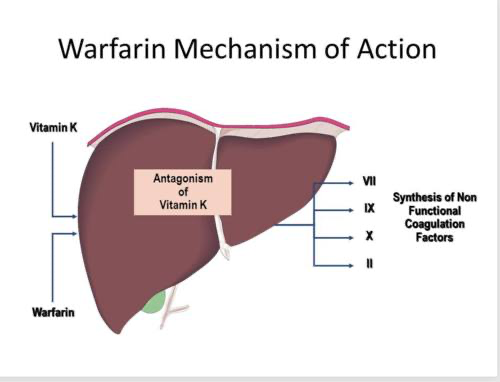 Warfarin Mechanism of Action
Vitamin K
Antagonism
of
Vitamin K
Warfarin
VII
IX
X
II
Synthesis of Non
Functional
Coagulation
Factors